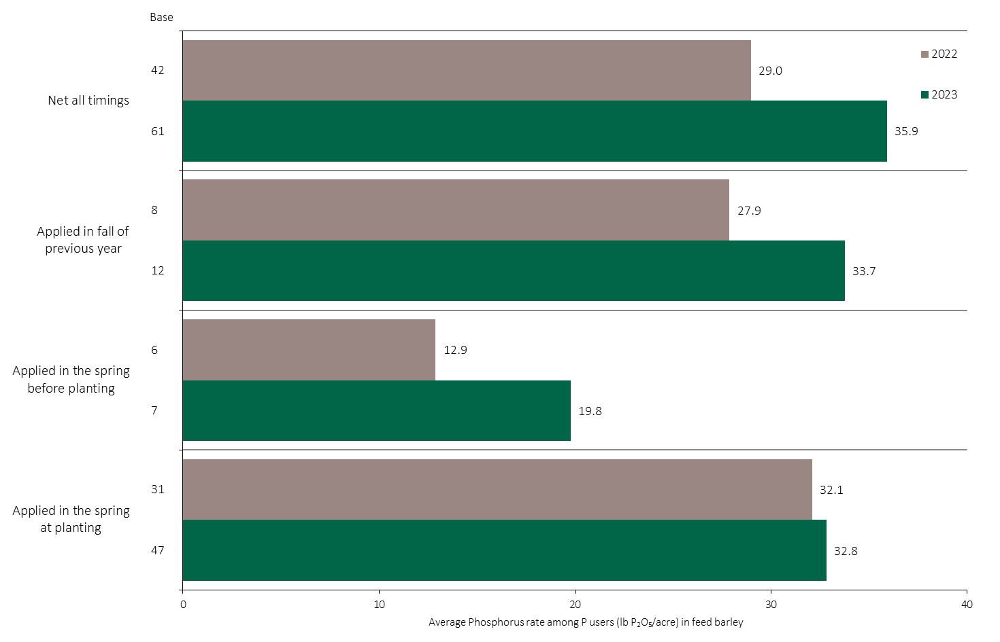 Base
2022
42
29.0
2023
Net all timings
61
35.9
8
27.9
Applied in fall of
previous year
12
33.7
6
12.9
Applied in the spring
before planting
7
19.8
31
32.1
Applied in the spring
at planting
47
32.8
0 10 20 30 40
Average Phosphorus rate among P users (lb P₂O₅/acre) in feed barley